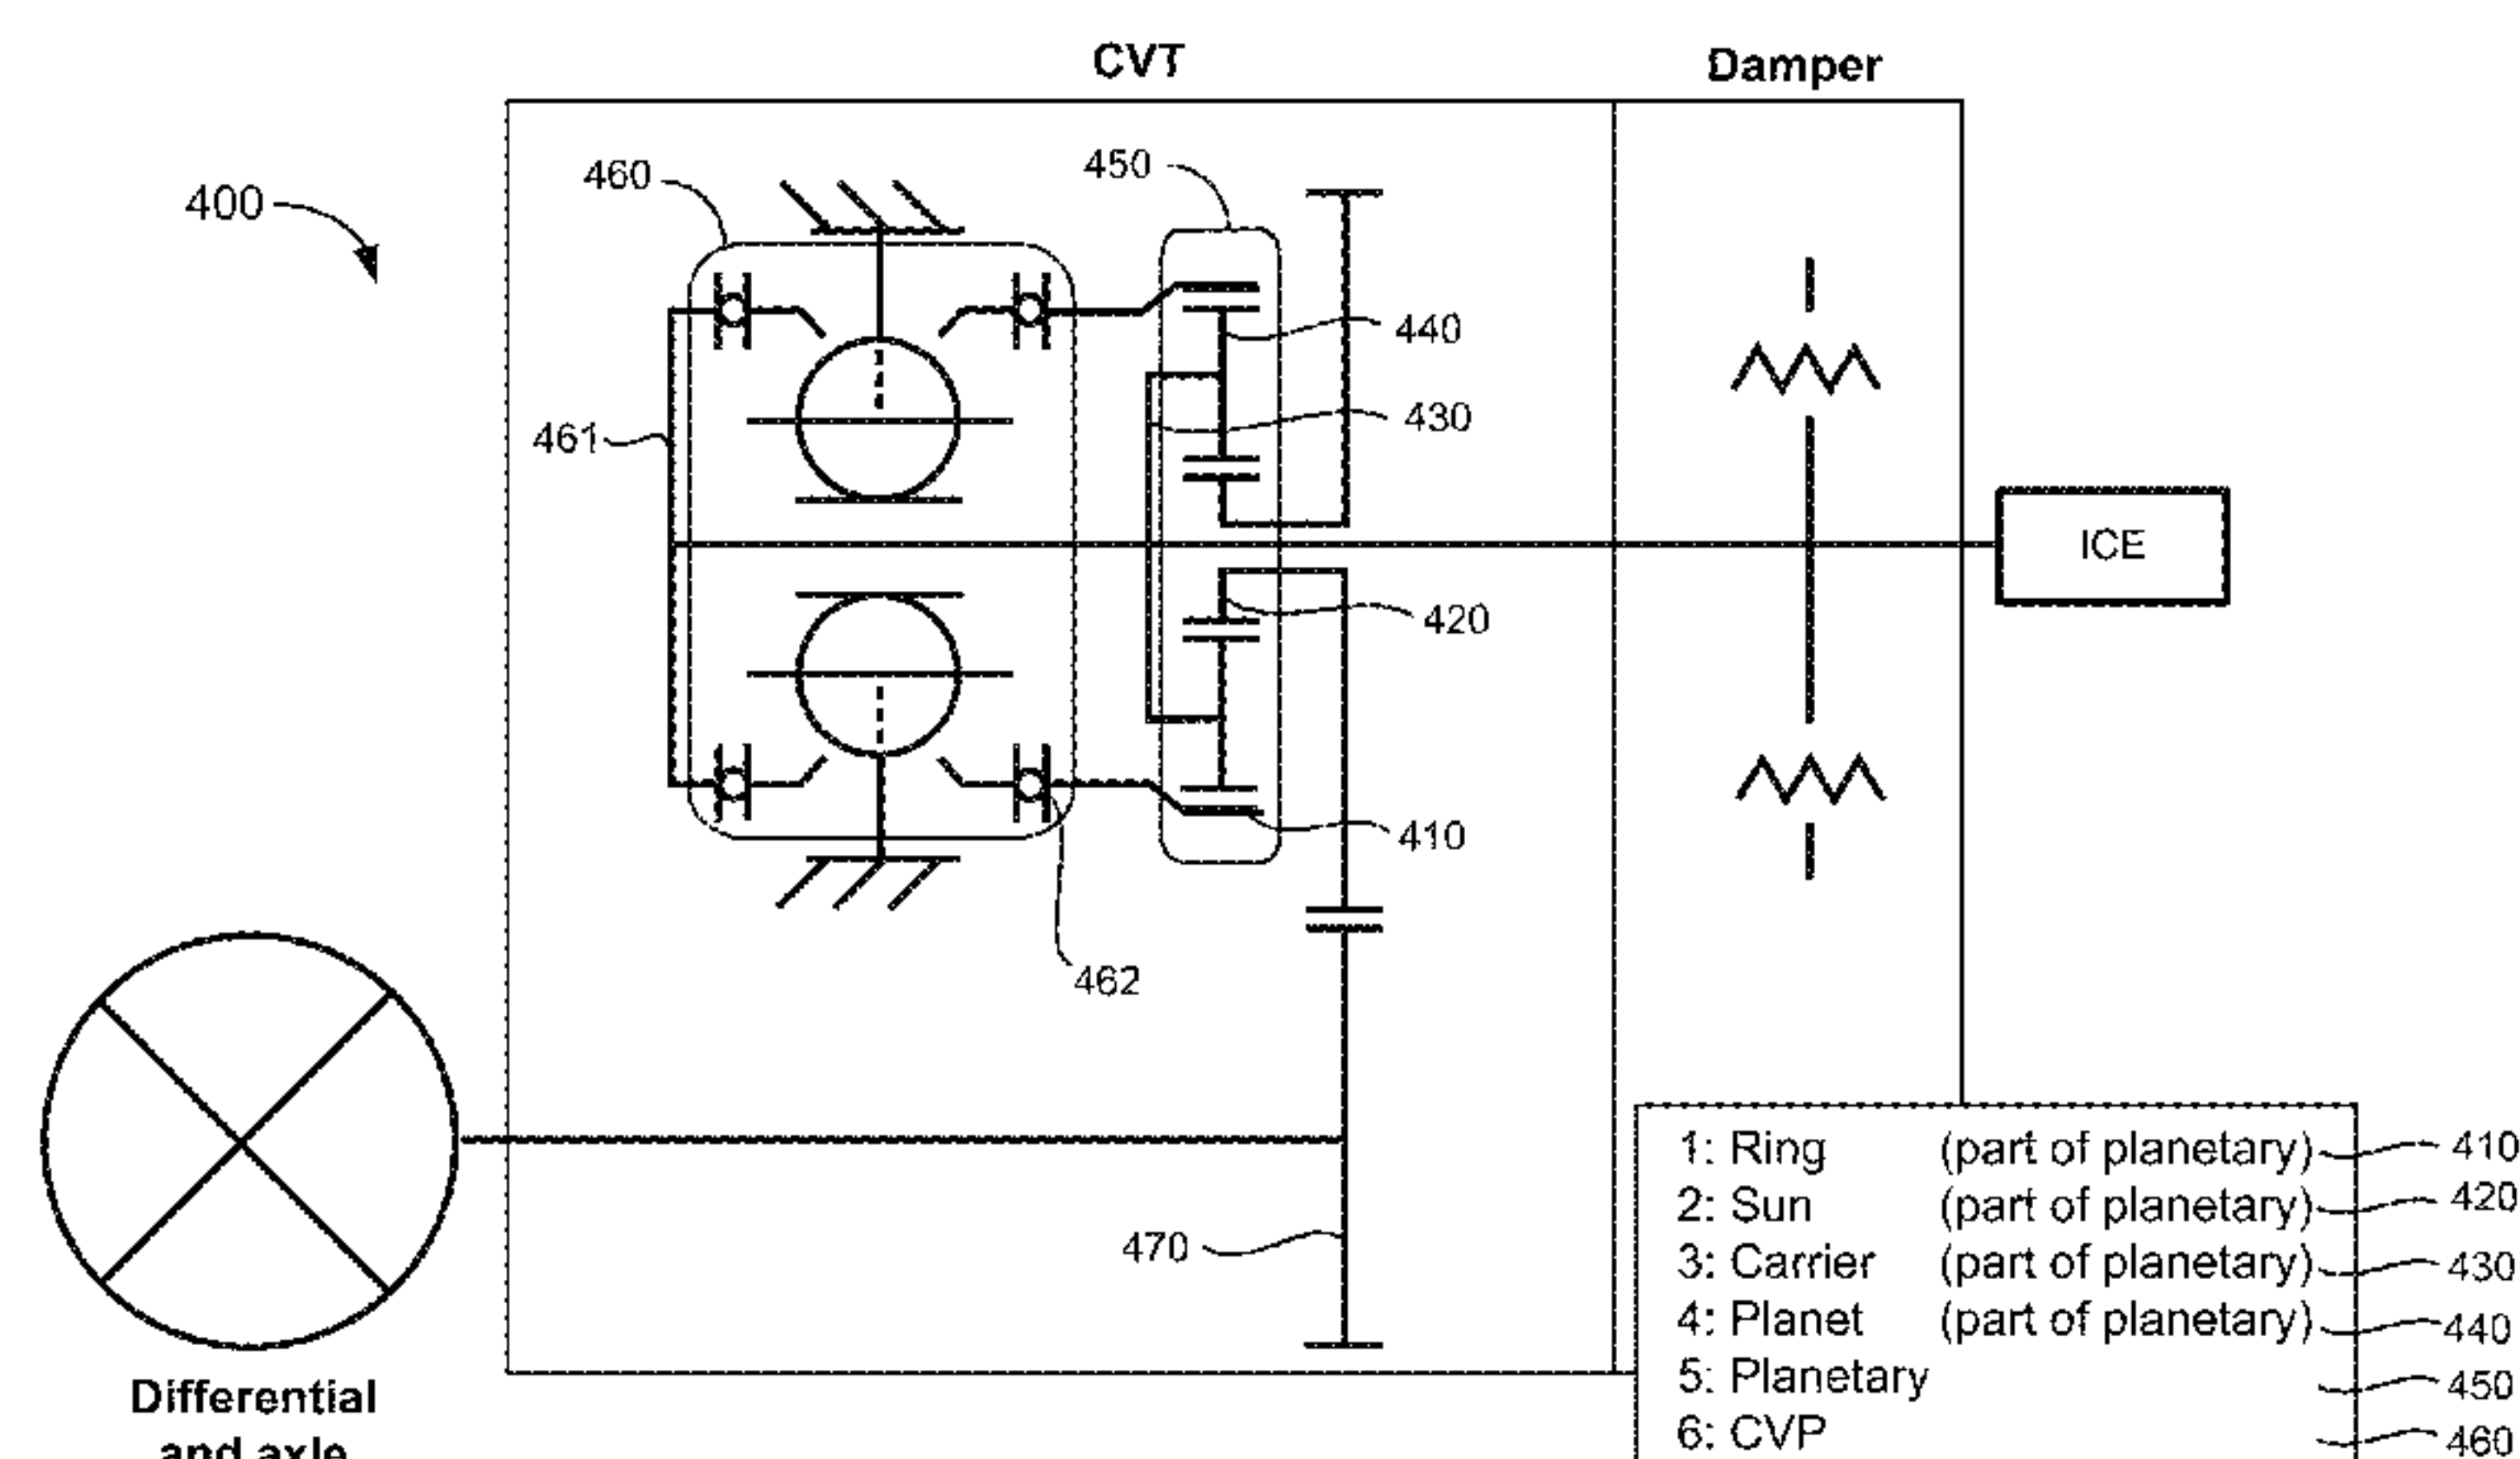 CVT
Damper
400
460
450
440
461
430
ICE
420
410
462
470
Differential
and axle
1: Ring (part of planetary) 410
2: Sun (part of planetary) 420
3: Carrier (part of planetary) 430
4: Planet (part of planetary) 440
5: Planetary 450
6: CVP 460